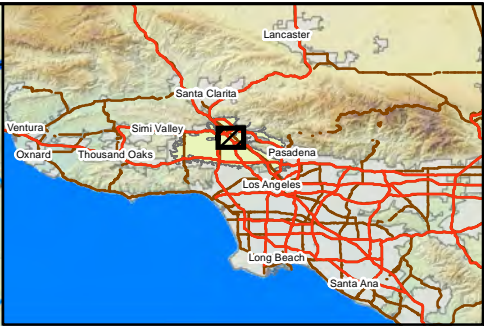 Lancaster
Santa Clarita
Ventura
Simi Valley
Oxnard
Thousand Oaks
Pasadena
Los Angeles
Long Beach
Santa Ana